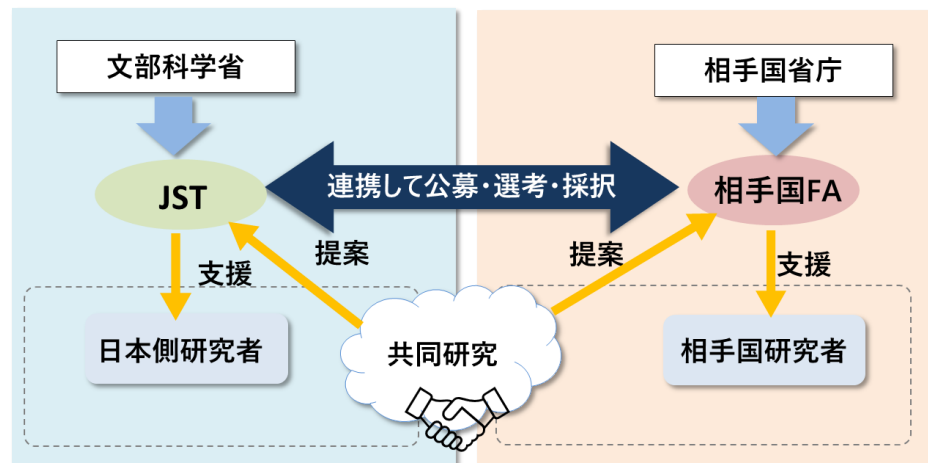 文部科学省
相手国省庁
JST
連携して公募・選考・採択
相手国FA
支援
提案
提案
支援
日本側研究者
共同研究
相手国研究者